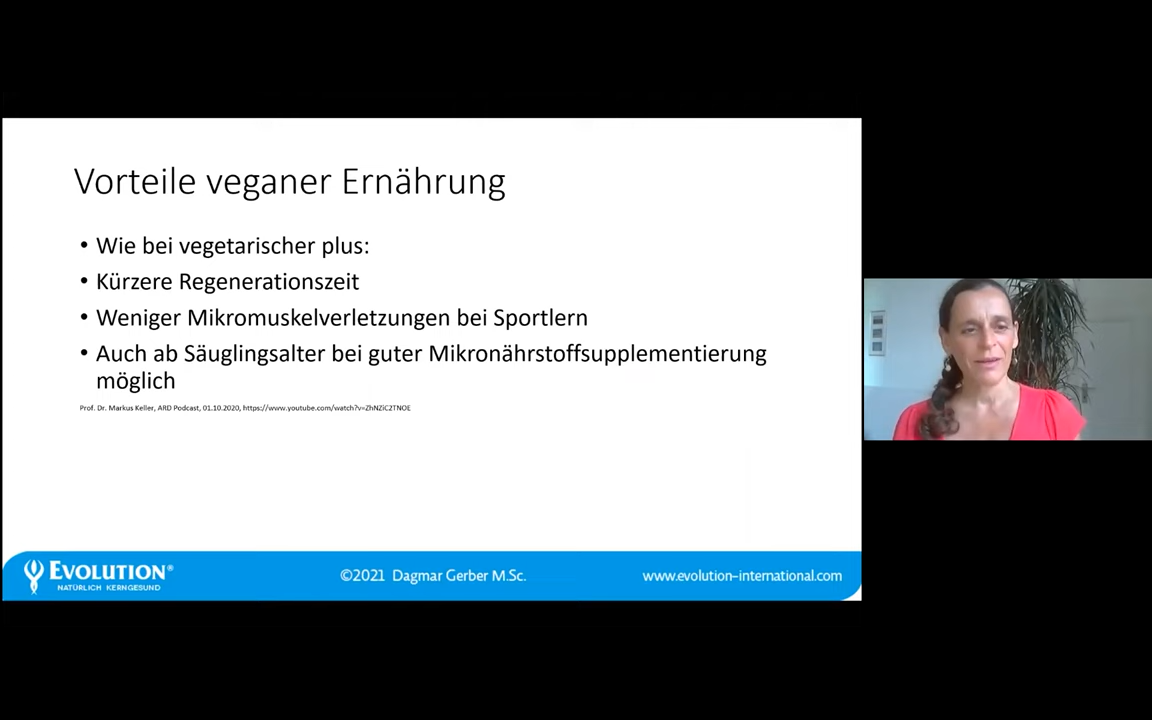 Vorteile veganer Ernährung
• Wie bei vegetarischer plus:
• Kürzere Regenerationszeit
• Weniger Mikromuskelverletzungen bei Sportlern
• Auch ab Säuglingsalter bei guter Mikronährstoffsupplementierung
möglich
Prof. Dr. Markus Keller, ARD Podcast, 01.10.2020, https://www.youtube.com/watch?v=ZhNZiC2TNOE
EVOLUTION®
NATÜRLICH KERNGESUND
©2021 Dagmar Gerber M.Sc.
www.evolution-international.com